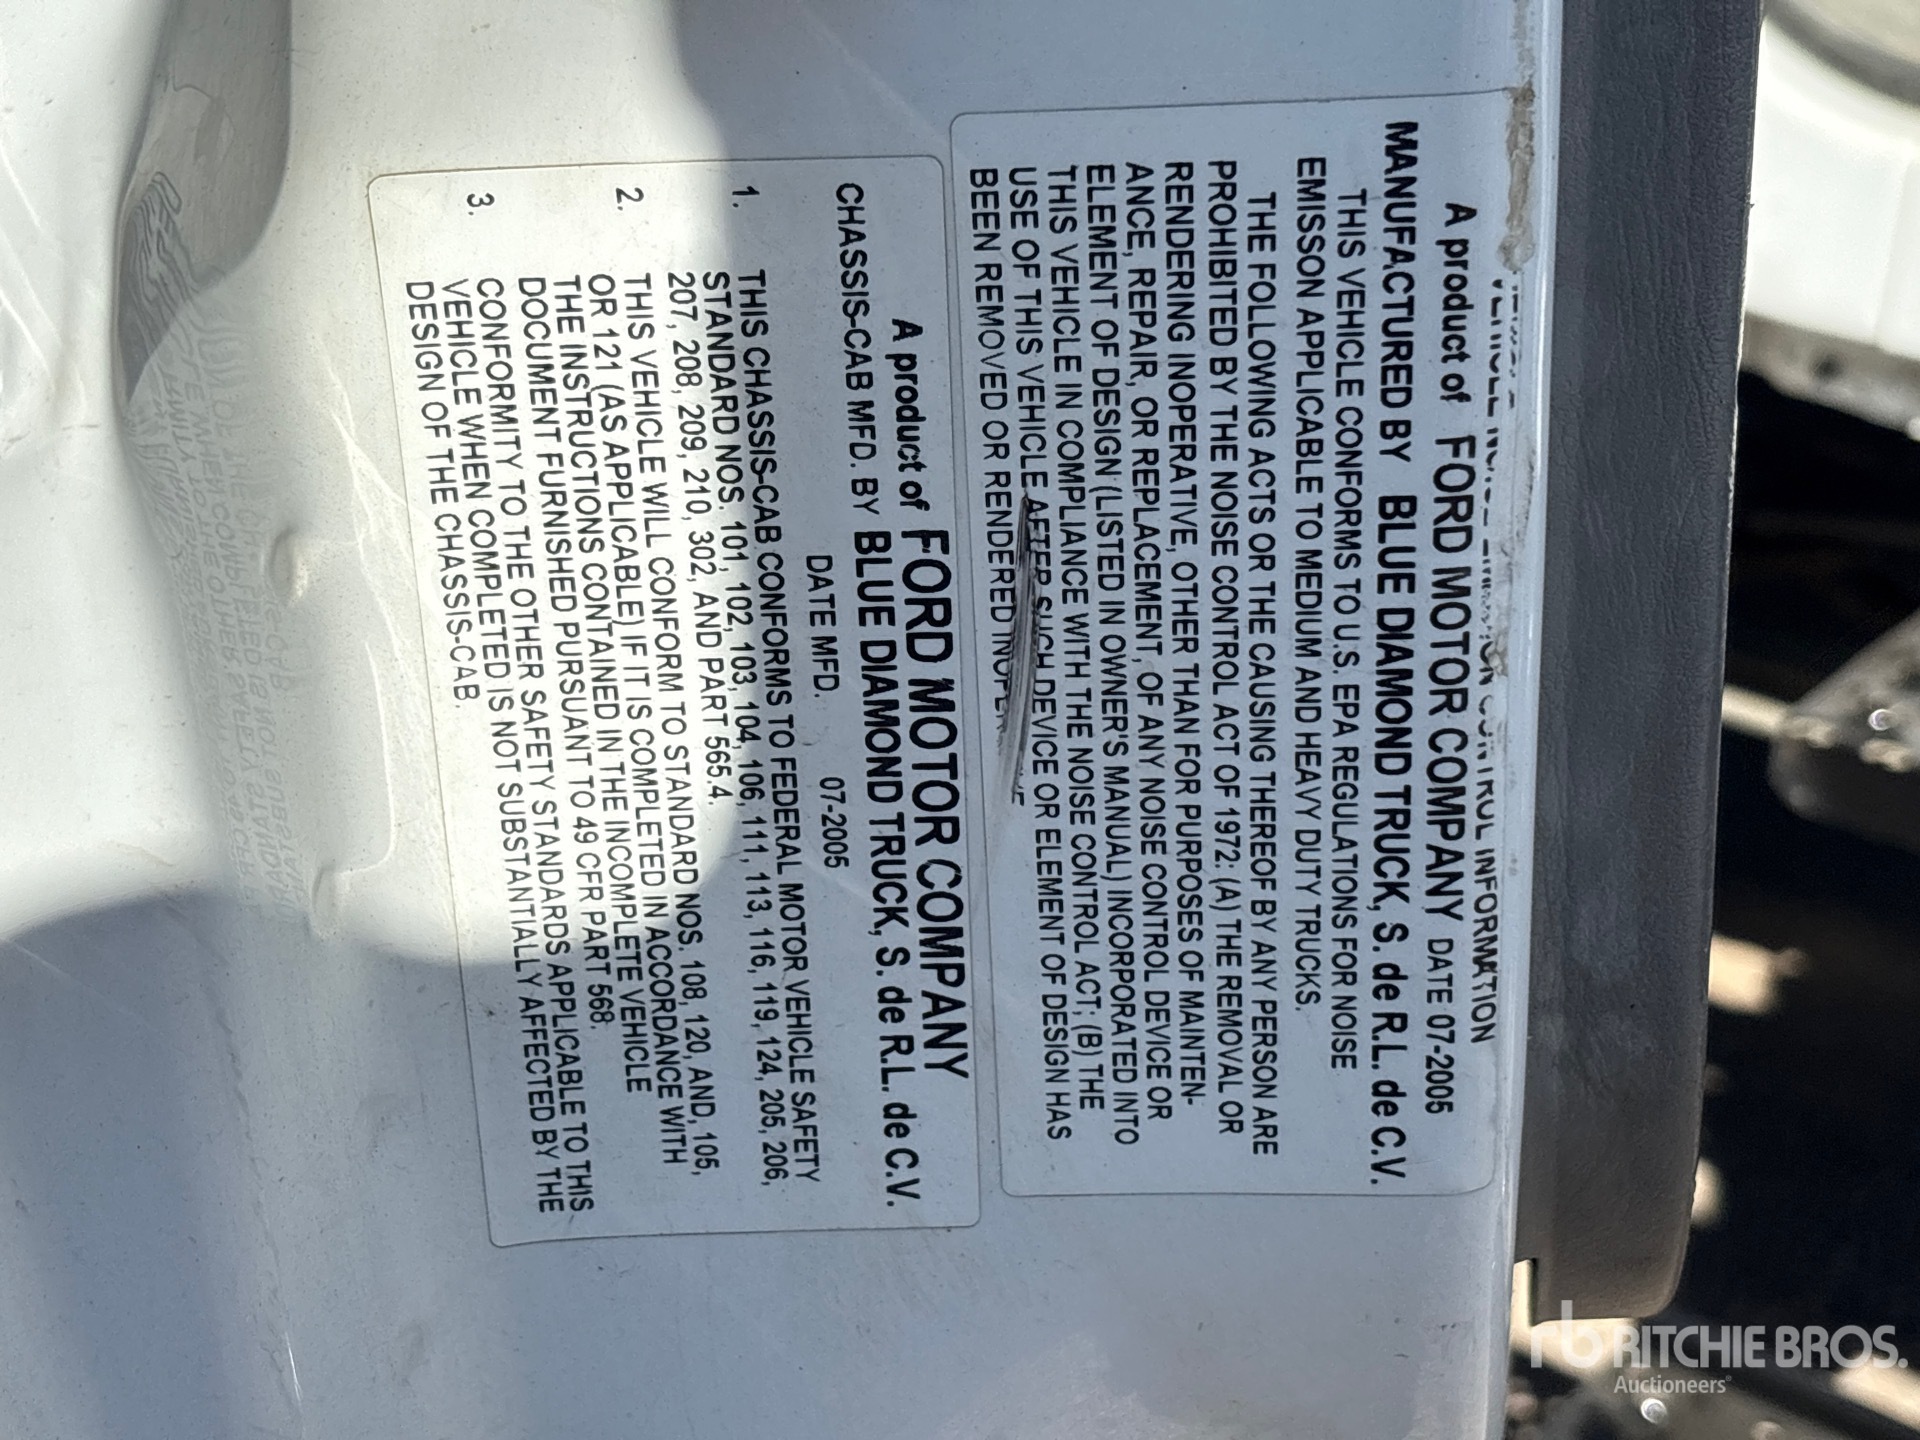 VEHICLE NOISE EMISSION CONTROL INFORMATION
A product of FORD MOTOR COMPANY DATE 07-2005
MANUFACTURED BY BLUE DIAMOND TRUCK, S. de R.L. de C.V.
THIS VEHICLE CONFORMS TO U.S. EPA REGULATIONS FOR NOISE
EMISSON APPLICABLE TO MEDIUM AND HEAVY DUTY TRUCKS.
THE FOLLOWING ACTS OR THE CAUSING THEREOF BY ANY PERSON ARE
PROHIBITED BY THE NOISE CONTROL ACT OF 1972: (A) THE REMOVAL OR
RENDERING INOPERATIVE, OTHER THAN FOR PURPOSES OF MAINTEN-
ANCE, REPAIR, OR REPLACEMENT, OF ANY NOISE CONTROL DEVICE OR
ELEMENT OF DESIGN (LISTED IN OWNER'S MANUAL) INCORPORATED INTO
THIS VEHICLE IN COMPLIANCE WITH THE NOISE CONTROL ACT; (B) THE
USE OF THIS VEHICLE AFTER SUCH DEVICE OR ELEMENT OF DESIGN HAS
BEEN REMOVED OR RENDERED
A product of FORD MOTOR COMPANY
CHASSIS-CAB MFD. BY BLUE DIAMOND TRUCK, S. de R.L. de C.V.
DATE MFD. 07-2005
1. THIS CHASSIS-CAB CONFORMS TO FEDERAL MOTOR VEHICLE SAFETY
STANDARD NOS. 101, 102, 103, 104, 106, 111, 113, 116, 119, 124, 205, 206,
207, 208, 209, 210, 302, AND PART 565.4.
2. THIS VEHICLE WILL CONFORM TO STANDARD NOS. 108, 120, AND, 105,
OR 121 (AS APPLICABLE) IF IT IS COMPLETED IN ACCORDANCE WITH
THE INSTRUCTIONS CONTAINED IN THE INCOMPLETE VEHICLE
DOCUMENT FURNISHED PURSUANT TO 49 CFR PART 568.
3. CONFORMITY TO THE OTHER SAFETY STANDARDS APPLICABLE TO THIS
VEHICLE WHEN COMPLETED IS NOT SUBSTANTIALLY AFFECTED BY THE
DESIGN OF THE CHASSIS-CAB.
rb RITCHIE BROS.
Auctioneers